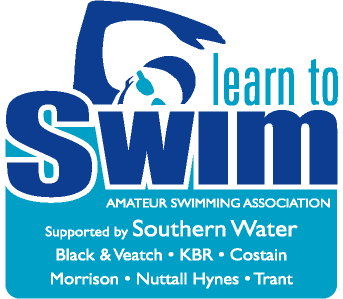 learn to
Swim
AMATEUR SWIMMING ASSOCIATION
Supported by Southern Water
Black & Veatch • KBR • Costain
Morrison • Nuttall Hynes • Trant